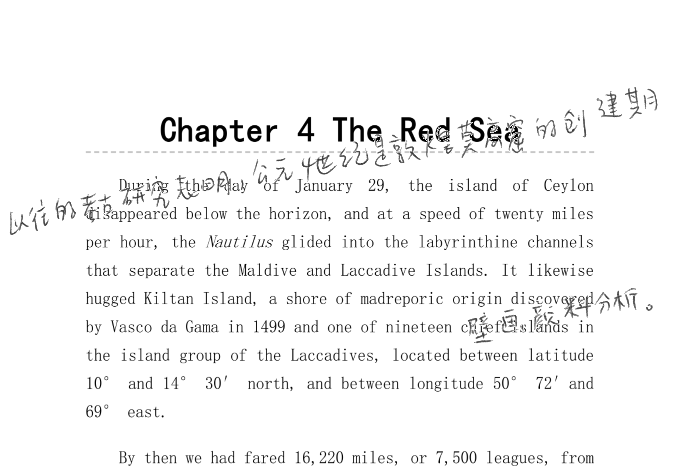 Chapter 4 The Red Sea
以往的考古研究表明，公元4世纪是敦煌莫高窟的创建期
During the day of January 29, the island of Ceylon
disappeared below the horizon, and at a speed of twenty miles
per hour, the Nautilus glided into the labyrinthine channels
that separate the Maldive and Laccadive Islands. It likewise
hugged Kiltan Island, a shore of madreporic origin discovered
壁画颜料分析。
by Vasco da Gama in 1499 and one of nineteen chief islands in
the island group of the Laccadives, located between latitude
10° and 14° 30′ north, and between longitude 50° 72′and
69° east.
By then we had fared 16,220 miles, or 7,500 leagues, from